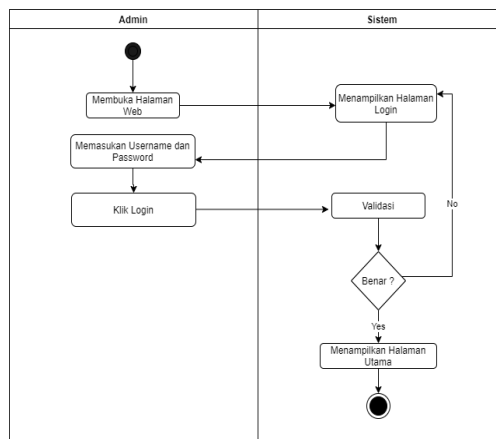 Admin
Sistem
Membuka Halaman
Web
Menampilkan Halaman
Login
Memasukan Username dan
Password
Klik Login
Validasi
No
Benar ?
Yes
Menampilkan Halaman
Utama